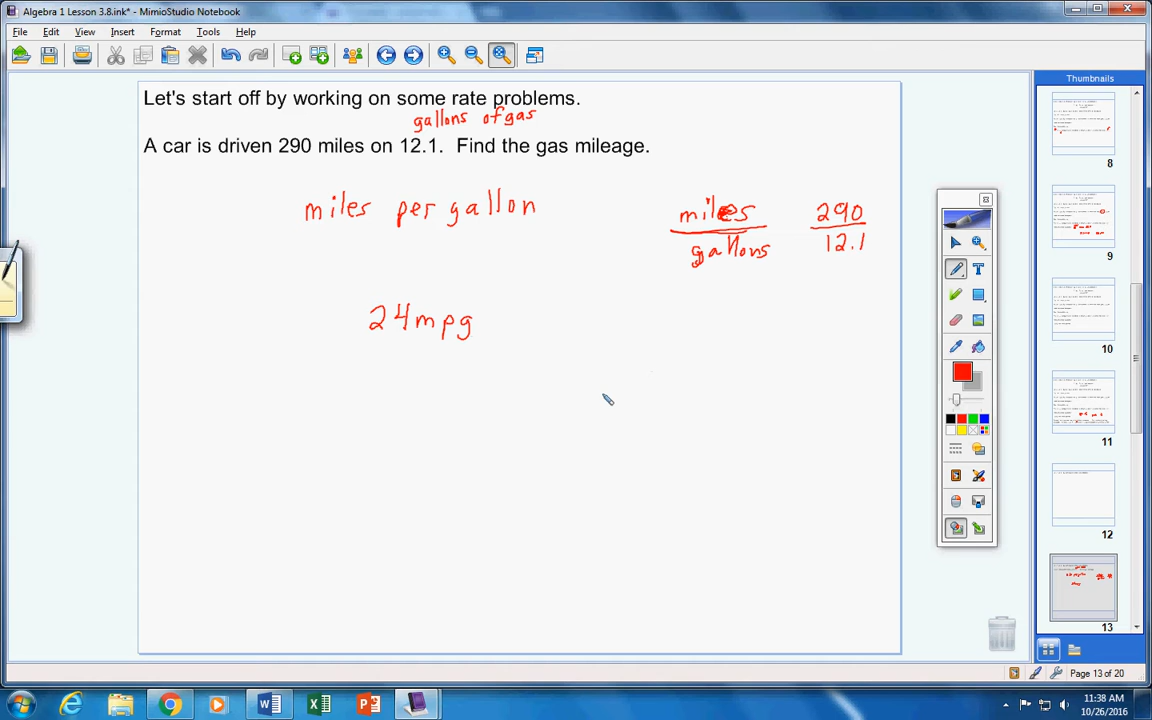 Algebra 1 Lesson 3.8.ink* - MimioStudio Notebook
File Edit View Insert Format Tools Help
Let's start off by working on some rate problems.
gallons of gas
A car is driven 290 miles on 12.1. Find the gas mileage.
miles per gallon
miles 290
gallons 12.1
24mpg
Thumbnails
8
9
10
11
12
13
Page 13 of 20
11:38 AM
10/26/2016